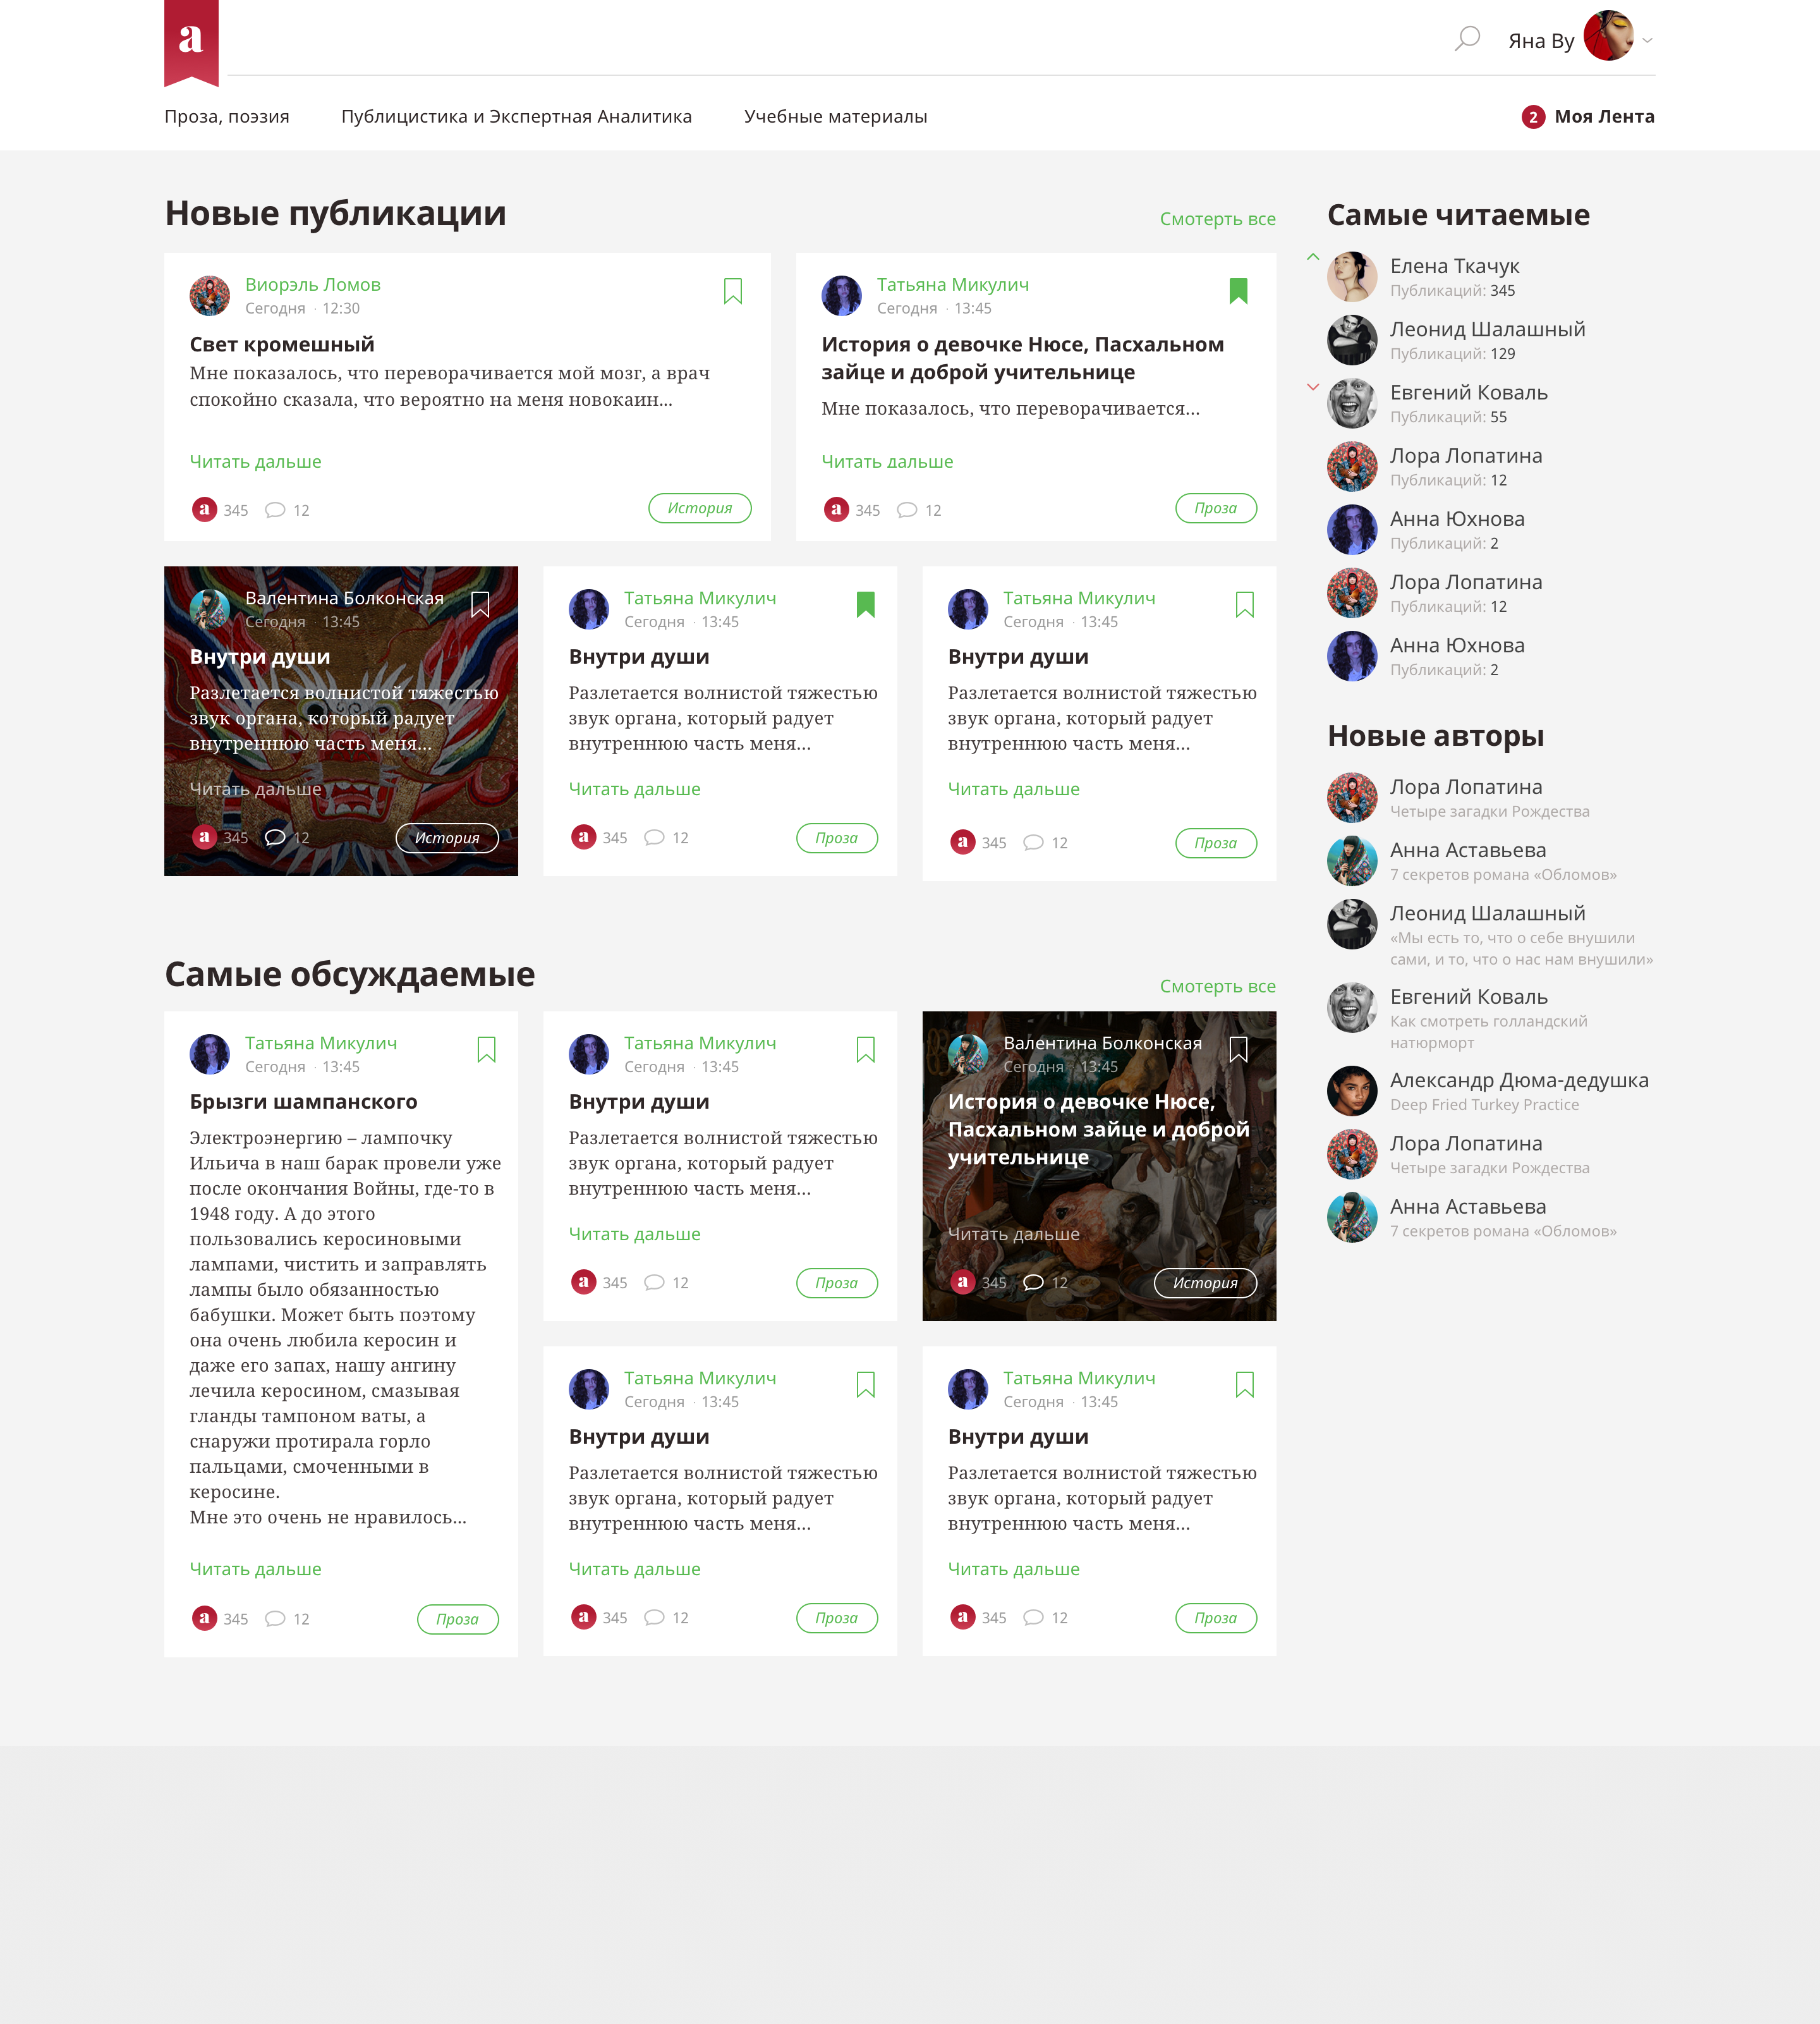 a
Яна Ву
Проза, поэзия
Публицистика и Экспертная Аналитика
Учебные материалы
2 Моя Лента
Новые публикации
Смотерть все
Виорэль Ломов
Сегодня · 12:30
Свет кромешный
Мне показалось, что переворачивается мой мозг, а врач
спокойно сказала, что вероятно на меня новокаин...
Читать дальше
a 345 12
История
Татьяна Микулич
Сегодня · 13:45
История о девочке Нюсе, Пасхальном
зайце и доброй учительнице
Мне показалось, что переворачивается...
Читать дальше
a 345 12
Проза
Валентина Болконская
Сегодня · 13:45
Внутри души
Разлетается волнистой тяжестью
звук органа, который радует
внутреннюю часть меня...
Читать дальше
a 345 12
История
Татьяна Микулич
Сегодня · 13:45
Внутри души
Разлетается волнистой тяжестью
звук органа, который радует
внутреннюю часть меня...
Читать дальше
a 345 12
Проза
Татьяна Микулич
Сегодня · 13:45
Внутри души
Разлетается волнистой тяжестью
звук органа, который радует
внутреннюю часть меня...
Читать дальше
a 345 12
Проза
Самые обсуждаемые
Смотерть все
Татьяна Микулич
Сегодня · 13:45
Брызги шампанского
Электроэнергию – лампочку
Ильича в наш барак провели уже
после окончания Войны, где-то в
1948 году. А до этого
пользовались керосиновыми
лампами, чистить и заправлять
лампы было обязанностью
бабушки. Может быть поэтому
она очень любила керосин и
даже его запах, нашу ангину
лечила керосином, смазывая
гланды тампоном ваты, а
снаружи протирала горло
пальцами, смоченными в
керосине.
Мне это очень не нравилось...
Читать дальше
a 345 12
Проза
Татьяна Микулич
Сегодня · 13:45
Внутри души
Разлетается волнистой тяжестью
звук органа, который радует
внутреннюю часть меня...
Читать дальше
a 345 12
Проза
Валентина Болконская
Сегодня · 13:45
История о девочке Нюсе,
Пасхальном зайце и доброй
учительнице
Читать дальше
a 345 12
История
Татьяна Микулич
Сегодня · 13:45
Внутри души
Разлетается волнистой тяжестью
звук органа, который радует
внутреннюю часть меня...
Читать дальше
a 345 12
Проза
Татьяна Микулич
Сегодня · 13:45
Внутри души
Разлетается волнистой тяжестью
звук органа, который радует
внутреннюю часть меня...
Читать дальше
a 345 12
Проза
Самые читаемые
Елена Ткачук
Публикаций: 345
Леонид Шалашный
Публикаций: 129
Евгений Коваль
Публикаций: 55
Лора Лопатина
Публикаций: 12
Анна Юхнова
Публикаций: 2
Лора Лопатина
Публикаций: 12
Анна Юхнова
Публикаций: 2
Новые авторы
Лора Лопатина
Четыре загадки Рождества
Анна Аставьева
7 секретов романа «Обломов»
Леонид Шалашный
«Мы есть то, что о себе внушили
сами, и то, что о нас нам внушили»
Евгений Коваль
Как смотреть голландский
натюрморт
Александр Дюма-дедушка
Deep Fried Turkey Practice
Лора Лопатина
Четыре загадки Рождества
Анна Аставьева
7 секретов романа «Обломов»